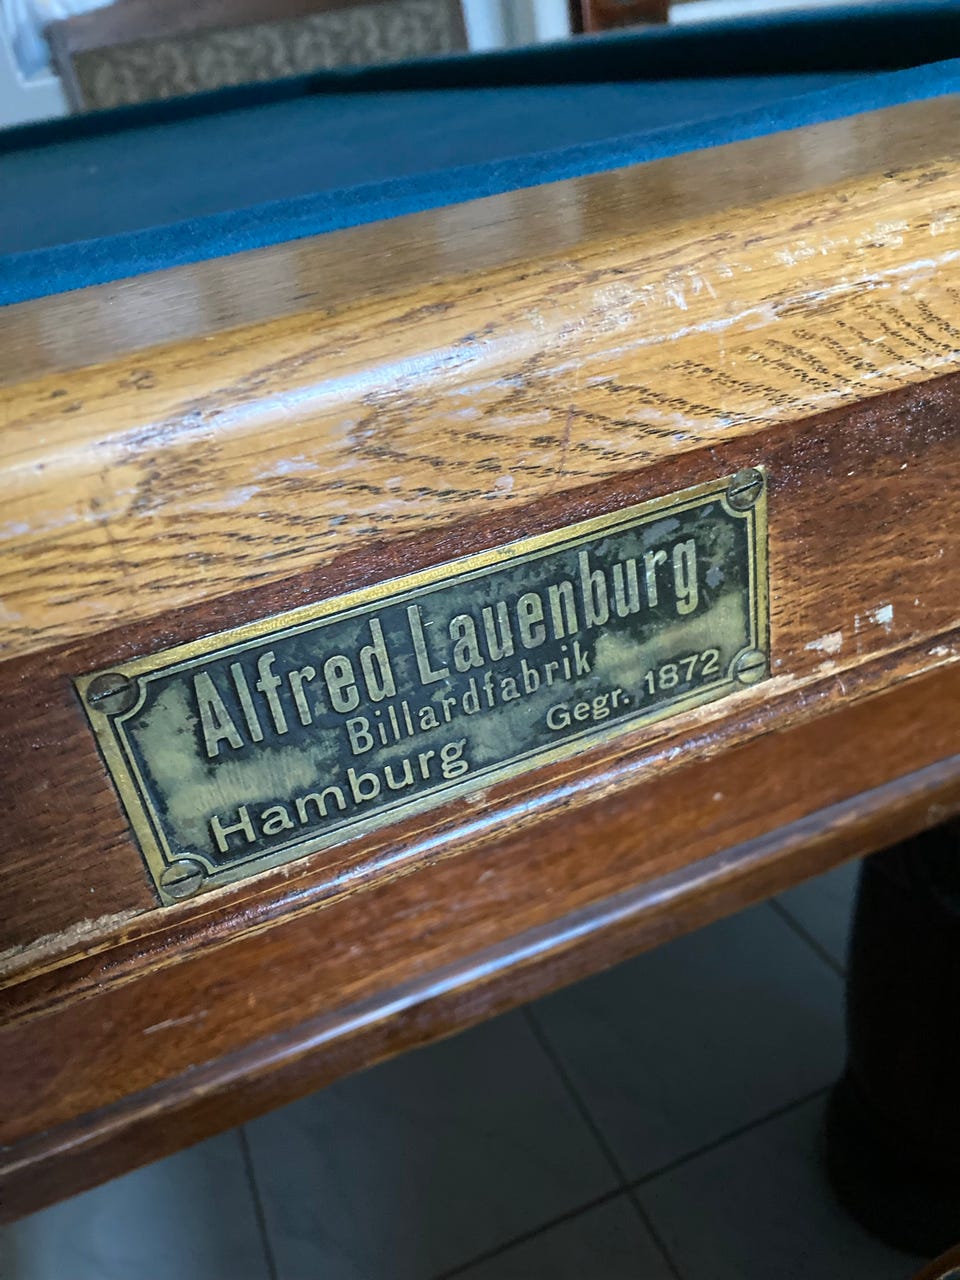 Alfred Lauenburg
Billardfabrik
Hamburg Gegr. 1872